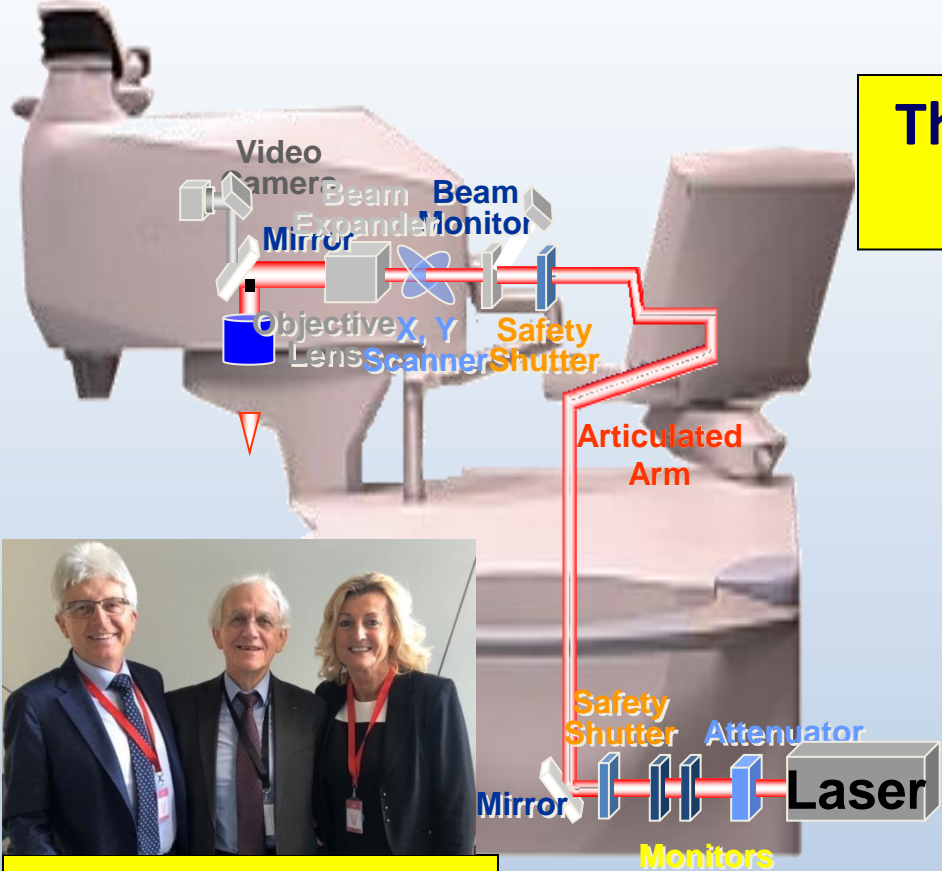 Th
Video
Camera
Beam
Expander
Beam
Monitor
Mirror
Objective
Lens
X, Y
Scanner
Safety
Shutter
Articulated
Arm
Safety
Shutter
Attenuator
Laser
Mirror
Monitors